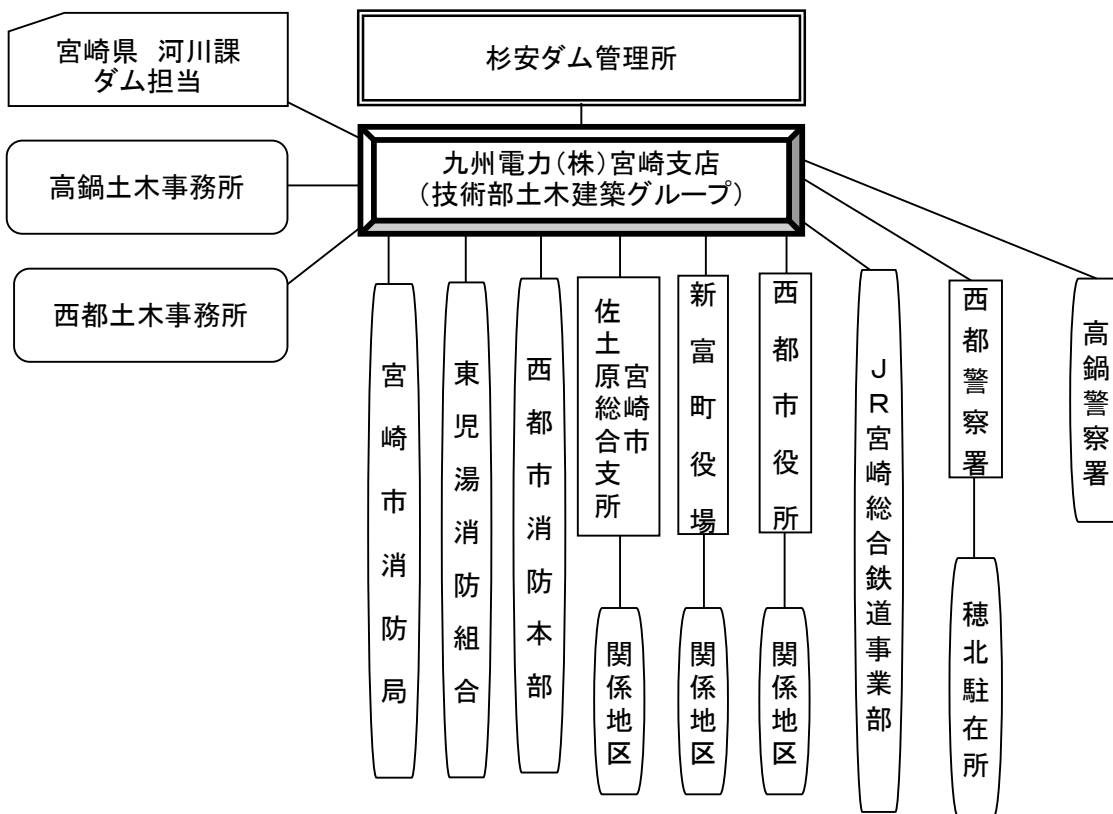 宮崎県　河川課
ダム担当
杉安ダム管理所
九州電力(株)宮崎支店
(技術部土木建築グループ)
高鍋土木事務所
西都土木事務所
宮崎市消防局
東児湯消防組合
西都市消防本部
宮崎市
佐土原総合支所
新富町役場
西都市役所
ＪＲ宮崎総合鉄道事業部
西都警察署
高鍋警察署
関係地区
関係地区
関係地区
穂北駐在所